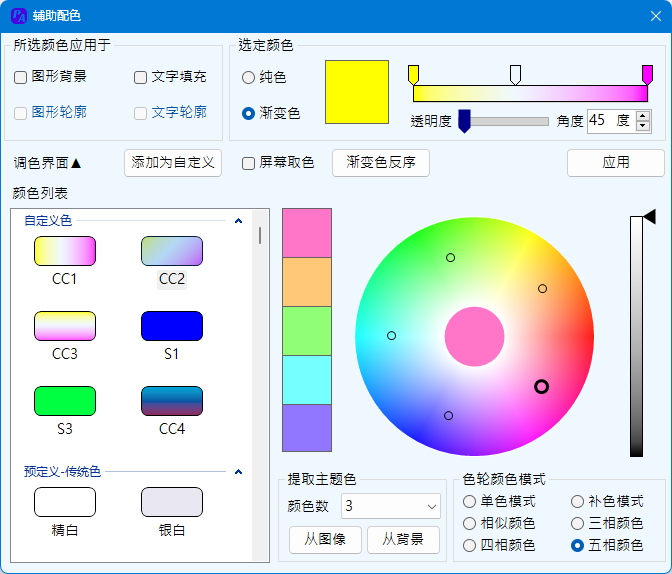 辅助配色
所选颜色应用于
图形背景
文字填充
图形轮廓
文字轮廓
选定颜色
纯色
渐变色
透明度
角度 45 度
调色界面▲
添加为自定义
屏幕取色
渐变色反序
应用
颜色列表
自定义色
CC1
CC2
CC3
S1
S3
CC4
预定义-传统色
精白
银白
提取主题色
颜色数 3
从图像
从背景
色轮颜色模式
单色模式
补色模式
相似颜色
三相颜色
四相颜色
五相颜色